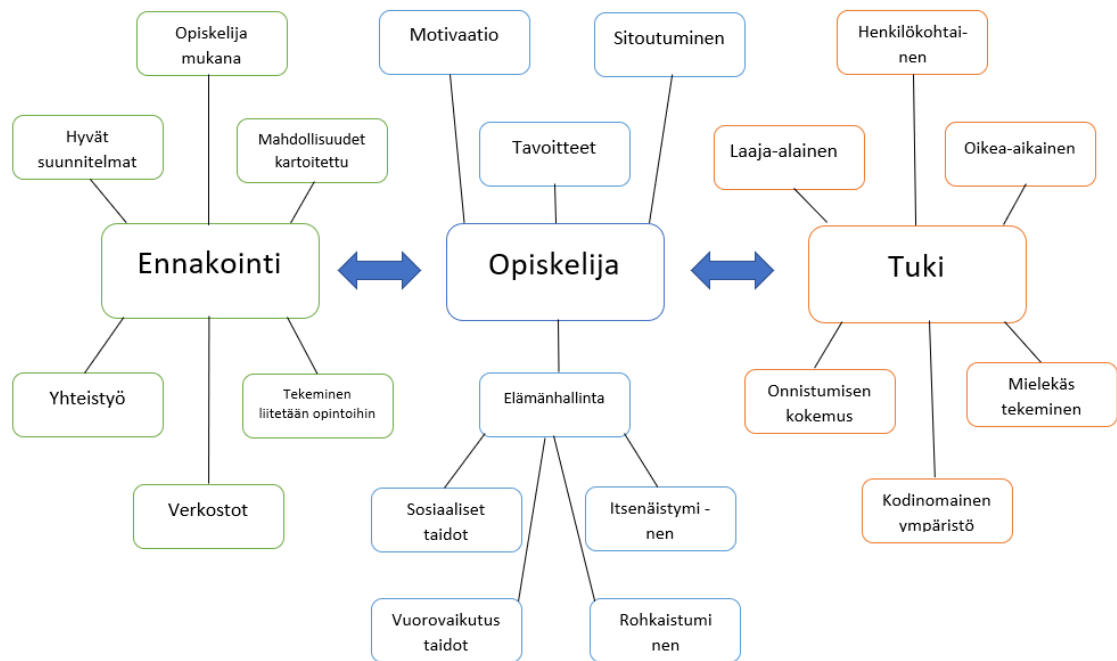 Opiskelija
mukana
Hyvät
suunnitelmat
Mahdollisuudet
kartoitettu
Ennakointi
Yhteistyö
Tekeminen
liitetään opintoihin
Verkostot
Motivaatio
Sitoutuminen
Tavoitteet
Opiskelija
Elämänhallinta
Sosiaaliset
taidot
Itsenäistymi -
nen
Vuorovaikutus
taidot
Rohkaistumi
nen
Henkilökohtai-
nen
Laaja-alainen
Oikea-aikainen
Tuki
Onnistumisen
kokemus
Mielekäs
tekeminen
Kodinomainen
ympäristö